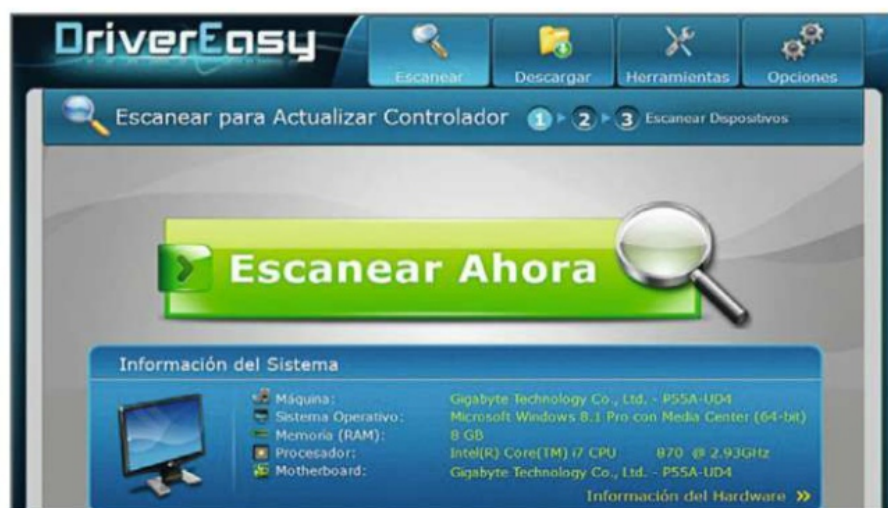 DriverEasy
Escanear
Descargar
Herramientas
Opciones
Escanear para Actualizar Controlador 1 2 3 Escanear Dispositivos
Escanear Ahora
Información del Sistema
Máquina: Gigabyte Technology Co., Ltd. - P55A-UD4
Sistema Operativo: Microsoft Windows 8.1 Pro con Media Center (64-bit)
Memoria (RAM): 8 GB
Procesador: Intel(R) Core(TM) i7 CPU 870 @ 2.93GHz
Motherboard: Gigabyte Technology Co., Ltd. - P55A-UD4
Información del Hardware »